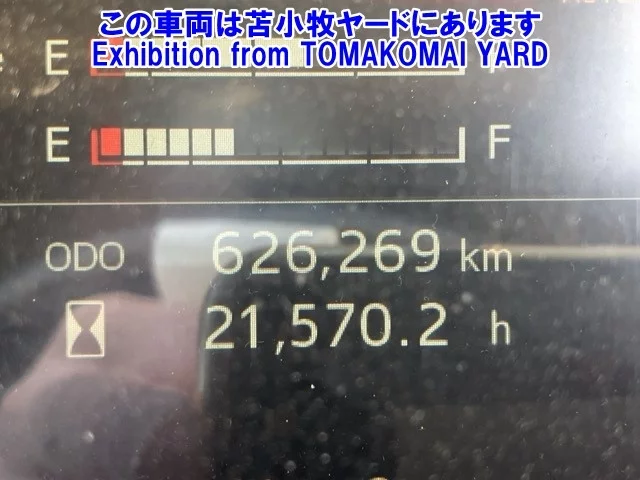 この車両は苫小牧ヤードにあります
Exhibition from TOMAKOMAI YARD
E
E F
ODO 626,269 km
21,570.2 h